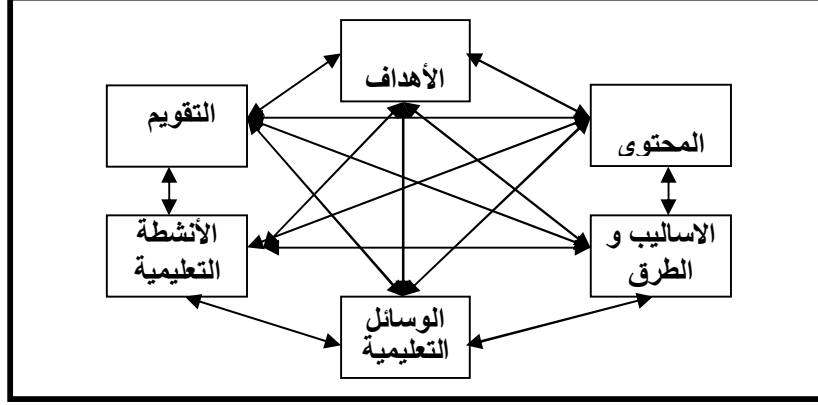 الأهداف
التقويم
المحتوى
الأنشطة
التعليمية
الاساليب و
الطرق
الوسائل
التعليمية